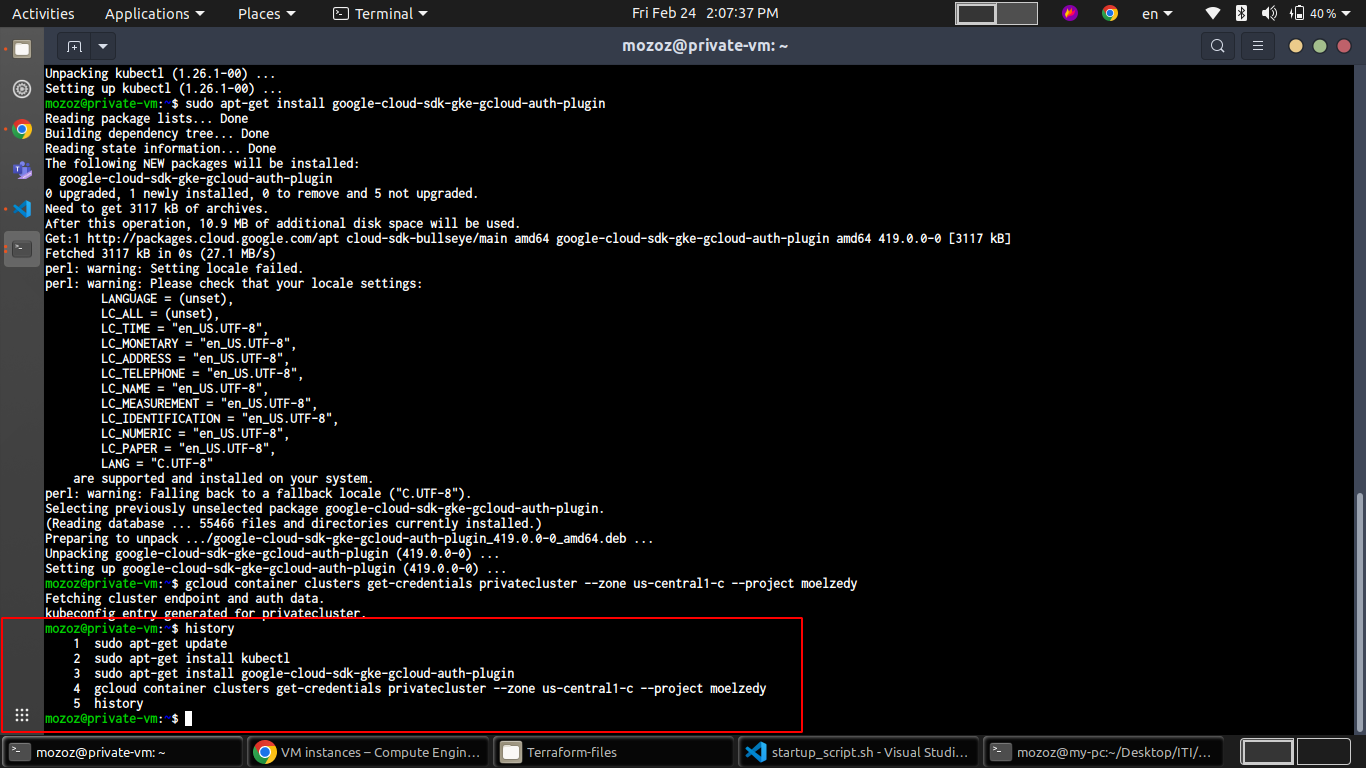 Activities Applications Places Terminal Fri Feb 24 2:07:37 PM en 40 %
mozoz@private-vm: ~
Unpacking kubectl (1.26.1-00) ...
Setting up kubectl (1.26.1-00) ...
mozoz@private-vm:~$ sudo apt-get install google-cloud-sdk-gke-gcloud-auth-plugin
Reading package lists... Done
Building dependency tree... Done
Reading state information... Done
The following NEW packages will be installed:
  google-cloud-sdk-gke-gcloud-auth-plugin
0 upgraded, 1 newly installed, 0 to remove and 5 not upgraded.
Need to get 3117 kB of archives.
After this operation, 10.9 MB of additional disk space will be used.
Get:1 http://packages.cloud.google.com/apt cloud-sdk-bullseye/main amd64 google-cloud-sdk-gke-gcloud-auth-plugin amd64 419.0.0-0 [3117 kB]
Fetched 3117 kB in 0s (27.1 MB/s)
perl: warning: Setting locale failed.
perl: warning: Please check that your locale settings:
        LANGUAGE = (unset),
        LC_ALL = (unset),
        LC_TIME = "en_US.UTF-8",
        LC_MONETARY = "en_US.UTF-8",
        LC_ADDRESS = "en_US.UTF-8",
        LC_TELEPHONE = "en_US.UTF-8",
        LC_NAME = "en_US.UTF-8",
        LC_MEASUREMENT = "en_US.UTF-8",
        LC_IDENTIFICATION = "en_US.UTF-8",
        LC_NUMERIC = "en_US.UTF-8",
        LC_PAPER = "en_US.UTF-8",
        LANG = "C.UTF-8"
    are supported and installed on your system.
perl: warning: Falling back to a fallback locale ("C.UTF-8").
Selecting previously unselected package google-cloud-sdk-gke-gcloud-auth-plugin.
(Reading database ... 55466 files and directories currently installed.)
Preparing to unpack .../google-cloud-sdk-gke-gcloud-auth-plugin_419.0.0-0_amd64.deb ...
Unpacking google-cloud-sdk-gke-gcloud-auth-plugin (419.0.0-0) ...
Setting up google-cloud-sdk-gke-gcloud-auth-plugin (419.0.0-0) ...
mozoz@private-vm:~$ gcloud container clusters get-credentials privatecluster --zone us-central1-c --project moelzedy
Fetching cluster endpoint and auth data.
kubeconfig entry generated for privatecluster.
mozoz@private-vm:~$ history
    1  sudo apt-get update
    2  sudo apt-get install kubectl
    3  sudo apt-get install google-cloud-sdk-gke-gcloud-auth-plugin
    4  gcloud container clusters get-credentials privatecluster --zone us-central1-c --project moelzedy
    5  history
mozoz@private-vm:~$
mozoz@private-vm: ~ VM instances – Compute Engin... Terraform-files startup_script.sh - Visual Studi... mozoz@my-pc:~/Desktop/ITI/...